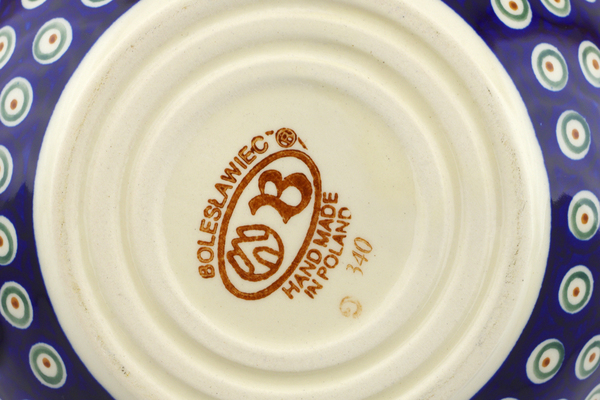 BOLESŁAWIEC
B
HAND MADE
IN POLAND
340